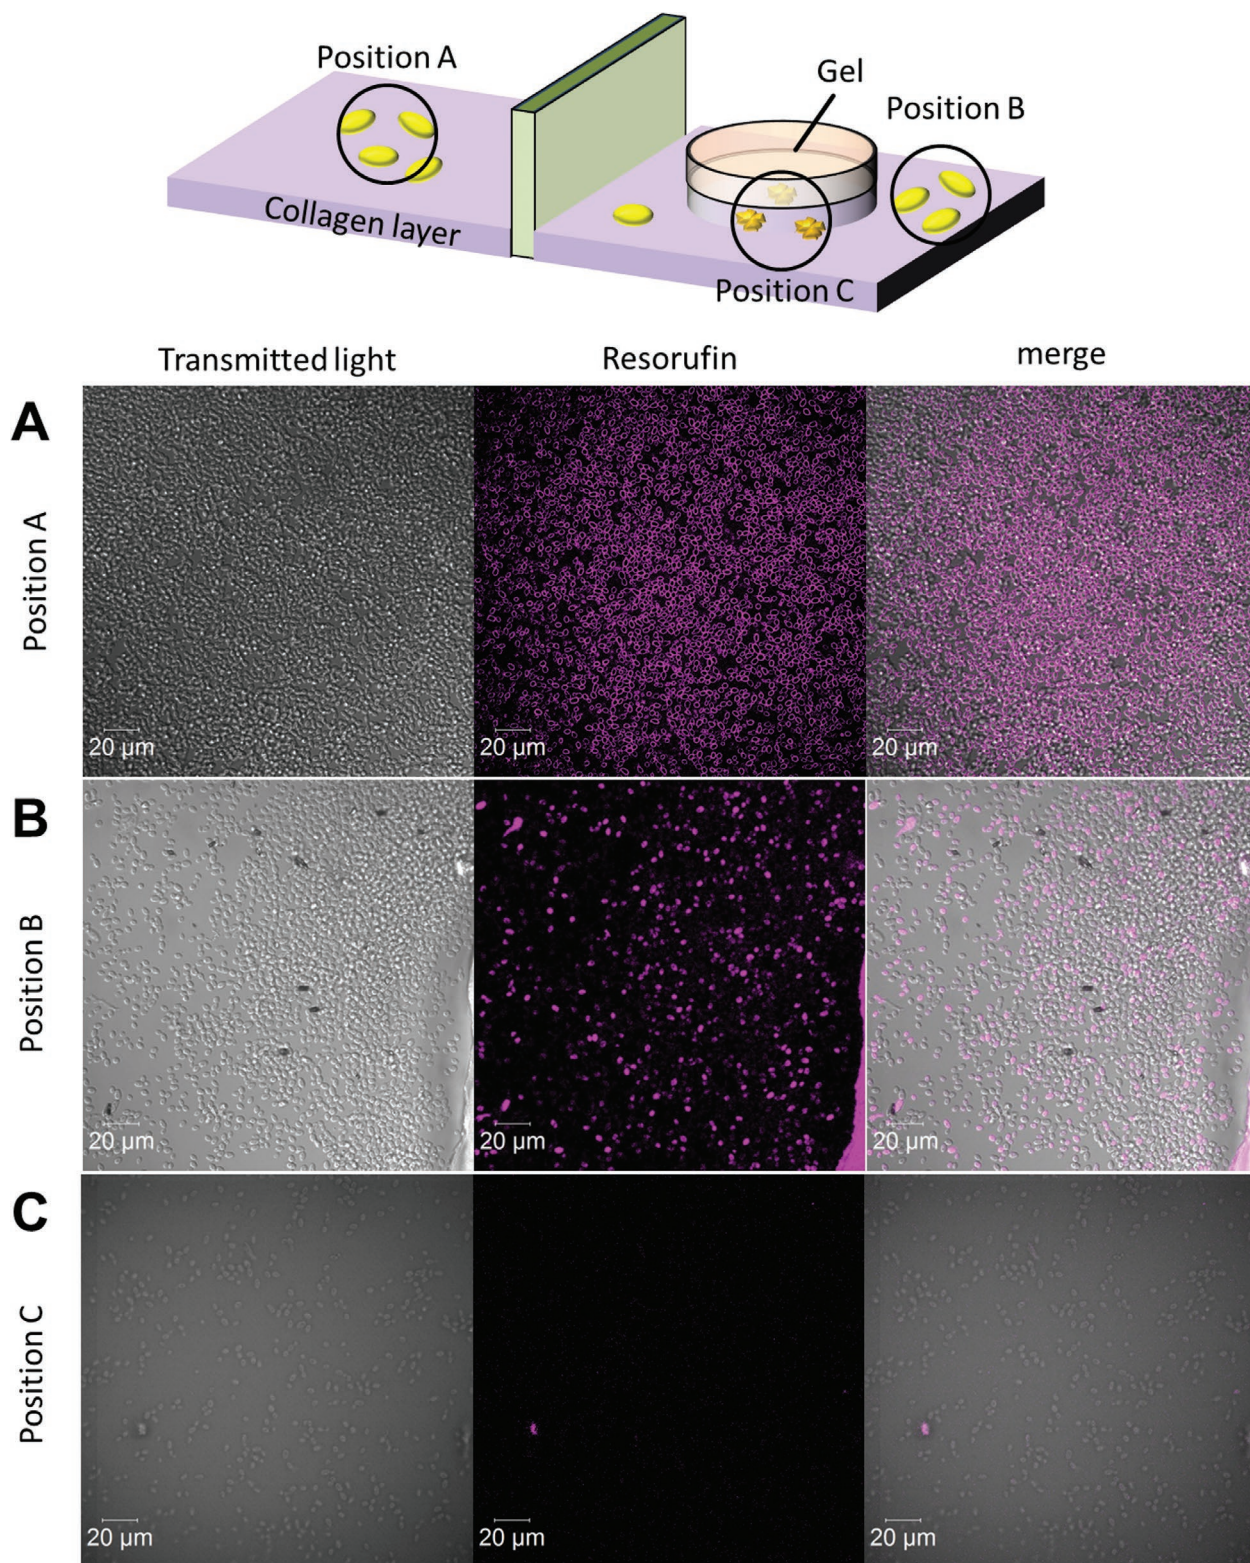 Position A
Gel
Position B
Collagen layer
Position C
Transmitted light
Resorufin
merge
A
Position A
20 µm
20 µm
20 µm
B
Position B
20 µm
20 µm
20 µm
C
Position C
20 µm
20 µm
20 µm